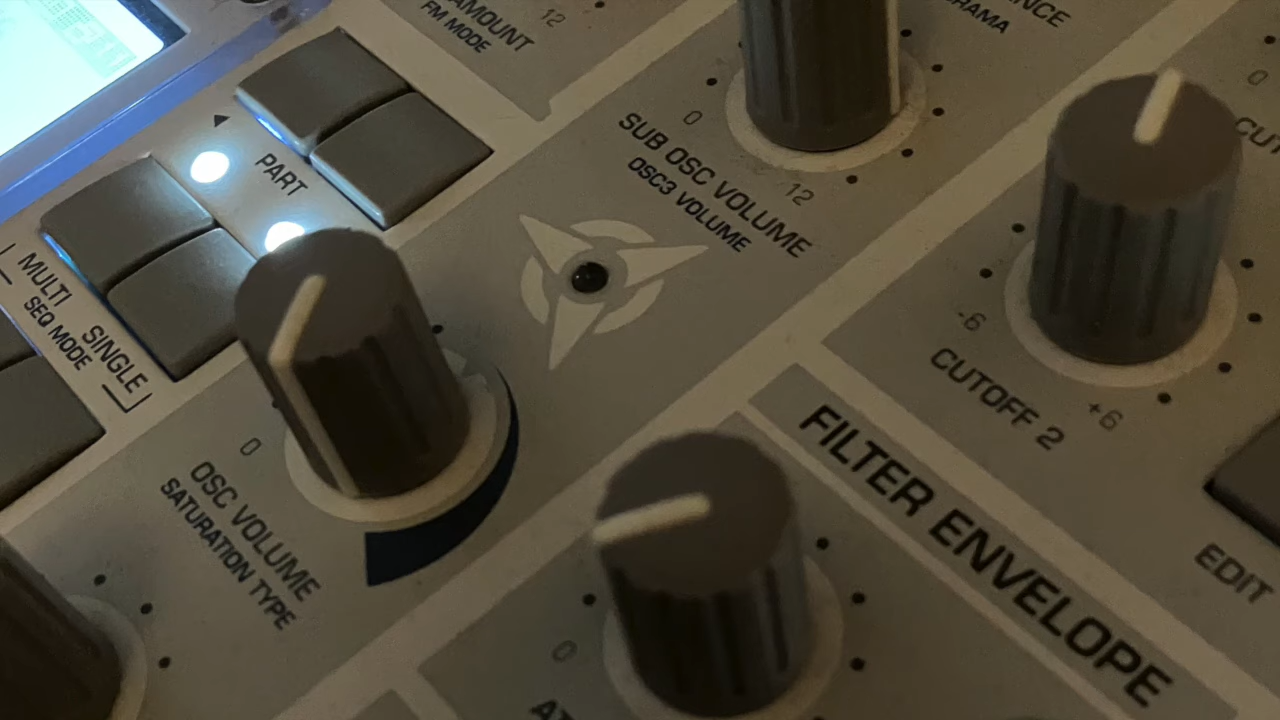 AMOUNT
FM MODE
12
PART
MULTI
SINGLE
SEQ MODE
0
SUB OSC VOLUME
OSC3 VOLUME
12
0
OSC VOLUME
SATURATION TYPE
-6
+6
CUTOFF 2
FILTER ENVELOPE
EDIT
0
0